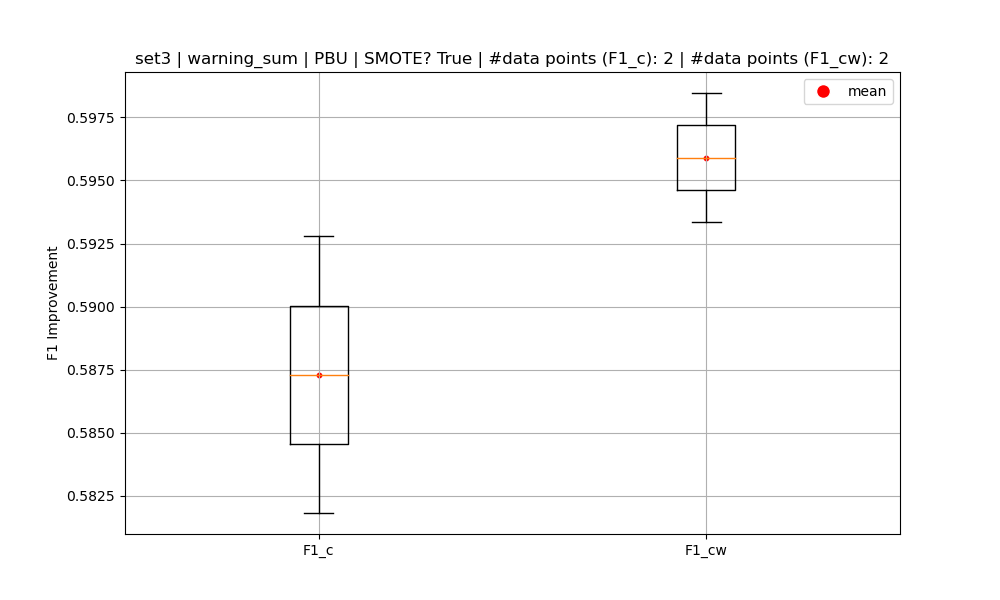 set3 | warning_sum | PBU | SMOTE? True | #data points (F1_c): 2 | #data points (F1_cw): 2
mean
0.5975
0.5950
0.5925
0.5900
0.5875
0.5850
0.5825
F1 Improvement
F1_c
F1_cw